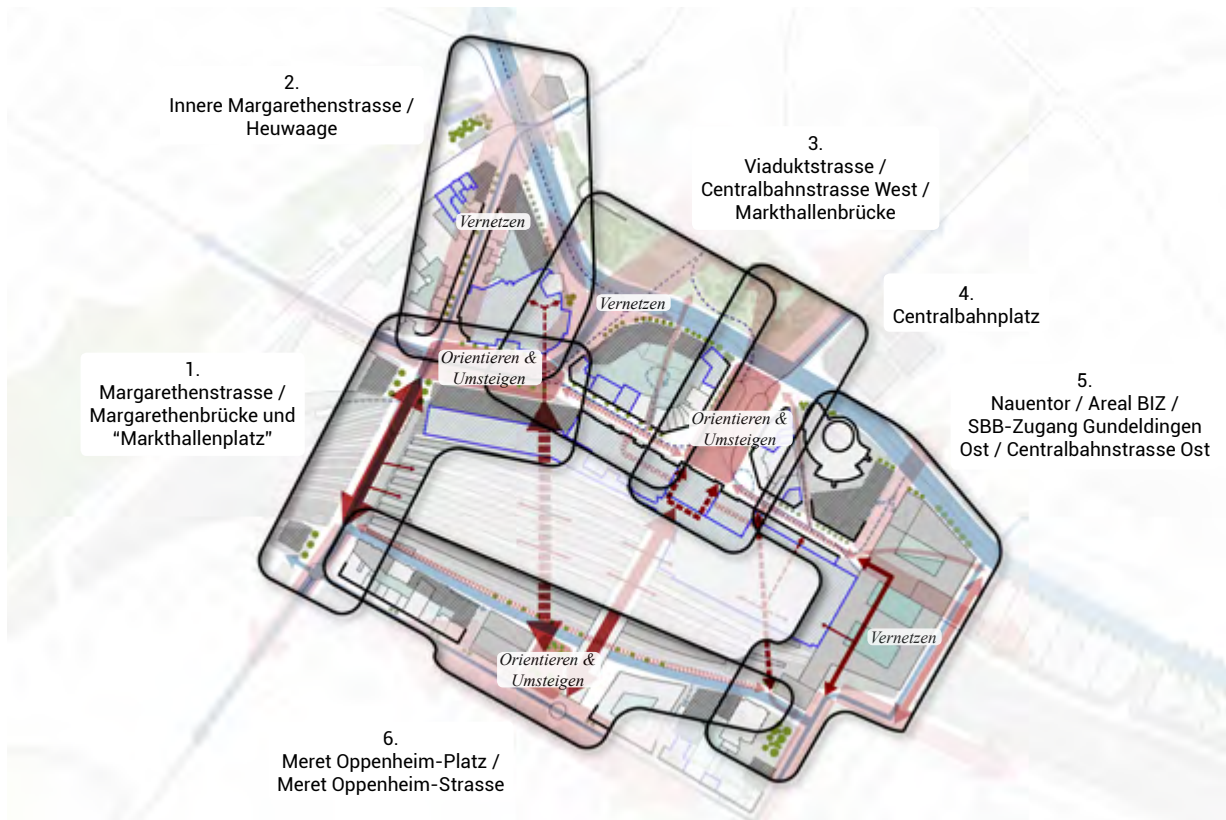 2.
Innere Margarethenstrasse /
Heuwaage
3.
Viaduktstrasse /
Centralbahnstrasse West /
Markthallenbrücke
Vernetzen
Vernetzen
4.
Centralbahnplatz
1.
Margarethenstrasse /
Margarethenbrücke und
“Markthallenplatz”
Orientieren &
Umsteigen
5.
Nauentor / Areal BIZ /
SBB-Zugang Gundeldingen
Ost / Centralbahnstrasse Ost
Orientieren &
Umsteigen
Vernetzen
Orientieren &
Umsteigen
6.
Meret Oppenheim-Platz /
Meret Oppenheim-Strasse